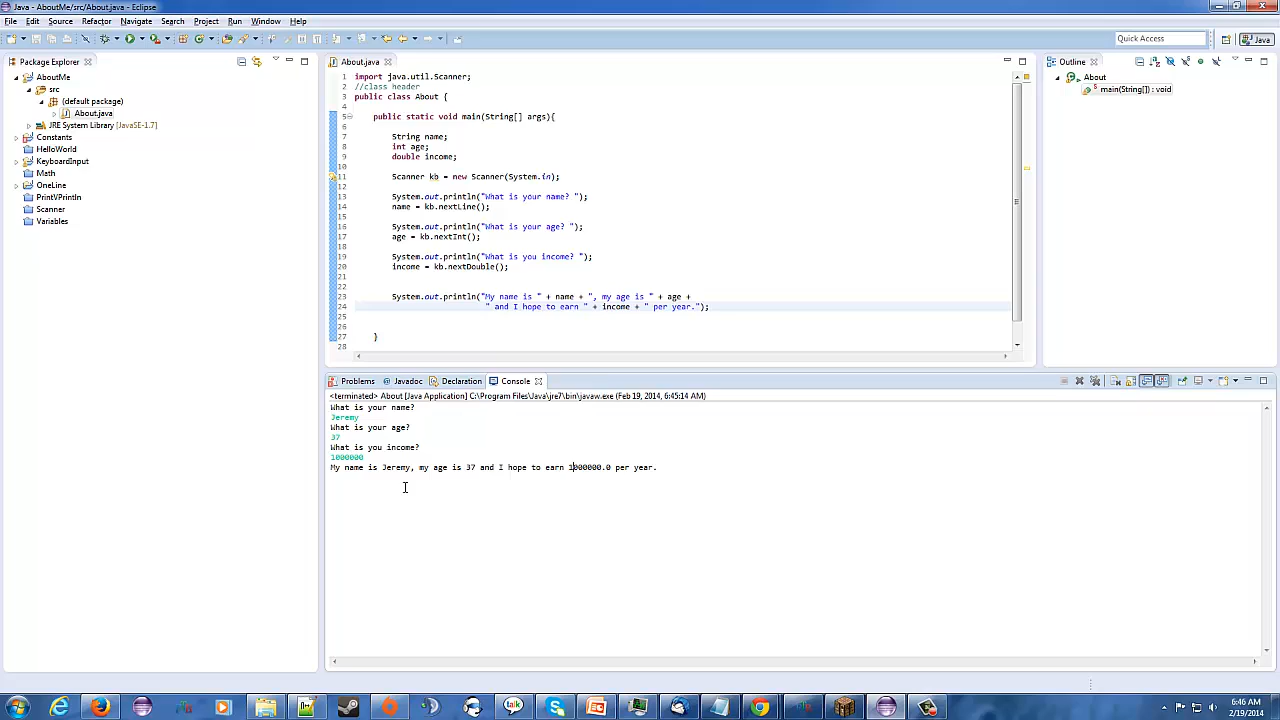 Java - AboutMe/src/About.java - Eclipse
File Edit Source Refactor Navigate Search Project Run Window Help
Quick Access
Java
Package Explorer
AboutMe
src
(default package)
About.java
JRE System Library [JavaSE-1.7]
Constants
HelloWorld
KeyboardInput
Math
OneLine
PrintVPrintln
Scanner
Variables
About.java
1 import java.util.Scanner;
2 //class header
3 public class About {
4
5 public static void main(String[] args){
6
7 String name;
8 int age;
9 double income;
10
11 Scanner kb = new Scanner(System.in);
12
13 System.out.println("What is your name? ");
14 name = kb.nextLine();
15
16 System.out.println("What is your age? ");
17 age = kb.nextInt();
18
19 System.out.println("What is you income? ");
20 income = kb.nextDouble();
21
22
23 System.out.println("My name is " + name + ", my age is " + age +
24 " and I hope to earn " + income + " per year.");
25
26
27 }
28
Outline
About
main(String[]) : void
Problems Javadoc Declaration Console
<terminated> About [Java Application] C:\Program Files\Java\jre7\bin\javaw.exe (Feb 19, 2014, 6:45:14 AM)
What is your name?
Jeremy
What is your age?
37
What is you income?
1000000
My name is Jeremy, my age is 37 and I hope to earn 1000000.0 per year.
talk
6:46 AM
2/19/2014